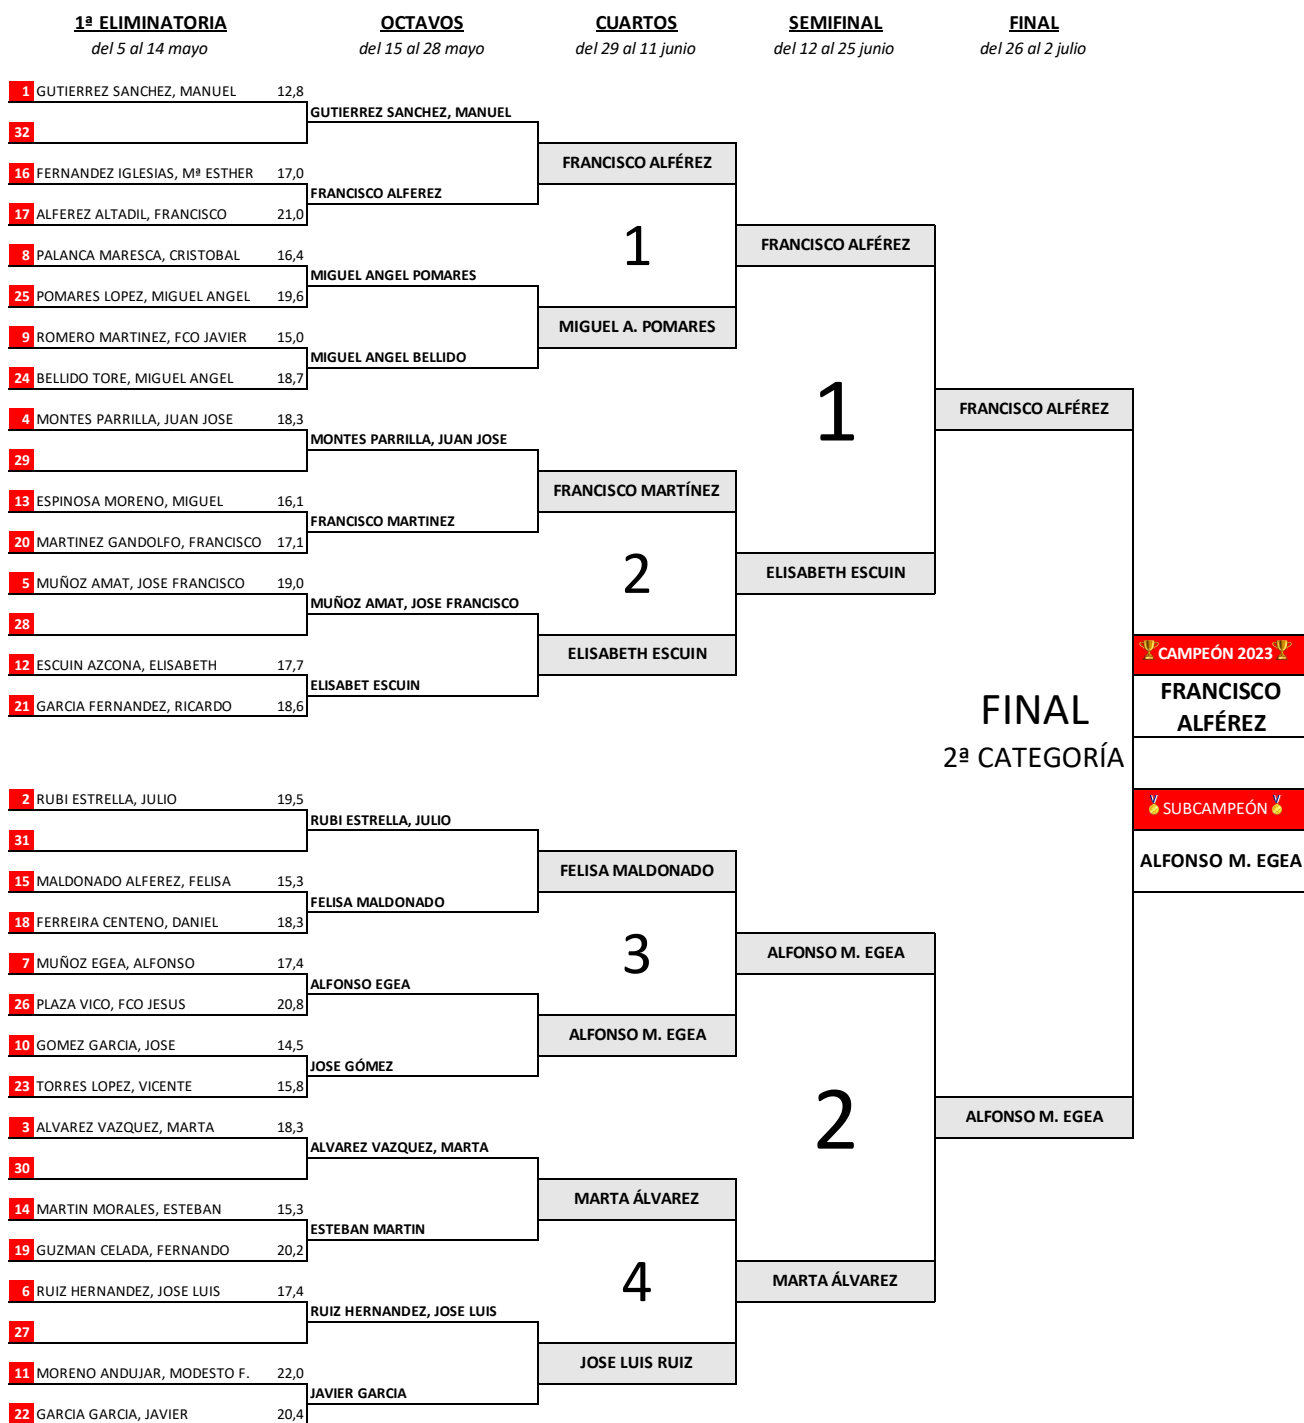 1ª ELIMINATORIA OCTAVOS CUARTOS SEMIFINAL FINAL
del 5 al 14 mayo del 15 al 28 mayo del 29 al 11 junio del 12 al 25 junio del 26 al 2 julio
1 GUTIERREZ SANCHEZ, MANUEL 12,8
GUTIERREZ SANCHEZ, MANUEL
32
FRANCISCO ALFÉREZ
16 FERNANDEZ IGLESIAS, Mª ESTHER 17,0
FRANCISCO ALFEREZ
17 ALFEREZ ALTADIL, FRANCISCO 21,0
1
FRANCISCO ALFÉREZ
8 PALANCA MARESCA, CRISTOBAL 16,4
MIGUEL ANGEL POMARES
25 POMARES LOPEZ, MIGUEL ANGEL 19,6
MIGUEL A. POMARES
9 ROMERO MARTINEZ, FCO JAVIER 15,0
MIGUEL ANGEL BELLIDO
24 BELLIDO TORE, MIGUEL ANGEL 18,7
1
FRANCISCO ALFÉREZ
4 MONTES PARRILLA, JUAN JOSE 18,3
MONTES PARRILLA, JUAN JOSE
29
FRANCISCO MARTÍNEZ
13 ESPINOSA MORENO, MIGUEL 16,1
FRANCISCO MARTINEZ
20 MARTINEZ GANDOLFO, FRANCISCO 17,1
2
ELISABETH ESCUIN
5 MUÑOZ AMAT, JOSE FRANCISCO 19,0
MUÑOZ AMAT, JOSE FRANCISCO
28
ELISABETH ESCUIN
CAMPEÓN 2023
12 ESCUIN AZCONA, ELISABETH 17,7
ELISABET ESCUIN
21 GARCIA FERNANDEZ, RICARDO 18,6
FINAL
2ª CATEGORÍA
FRANCISCO
ALFÉREZ
2 RUBI ESTRELLA, JULIO 19,5
RUBI ESTRELLA, JULIO
SUBCAMPEÓN
31
FELISA MALDONADO
ALFONSO M. EGEA
15 MALDONADO ALFEREZ, FELISA 15,3
FELISA MALDONADO
18 FERREIRA CENTENO, DANIEL 18,3
3
ALFONSO M. EGEA
7 MUÑOZ EGEA, ALFONSO 17,4
ALFONSO EGEA
26 PLAZA VICO, FCO JESUS 20,8
ALFONSO M. EGEA
10 GOMEZ GARCIA, JOSE 14,5
JOSE GÓMEZ
23 TORRES LOPEZ, VICENTE 15,8
2
ALFONSO M. EGEA
3 ALVAREZ VAZQUEZ, MARTA 18,3
ALVAREZ VAZQUEZ, MARTA
30
MARTA ÁLVAREZ
14 MARTIN MORALES, ESTEBAN 15,3
ESTEBAN MARTIN
19 GUZMAN CELADA, FERNANDO 20,2
4
MARTA ÁLVAREZ
6 RUIZ HERNANDEZ, JOSE LUIS 17,4
RUIZ HERNANDEZ, JOSE LUIS
27
JOSE LUIS RUIZ
11 MORENO ANDUJAR, MODESTO F. 22,0
JAVIER GARCIA
22 GARCIA GARCIA, JAVIER 20,4